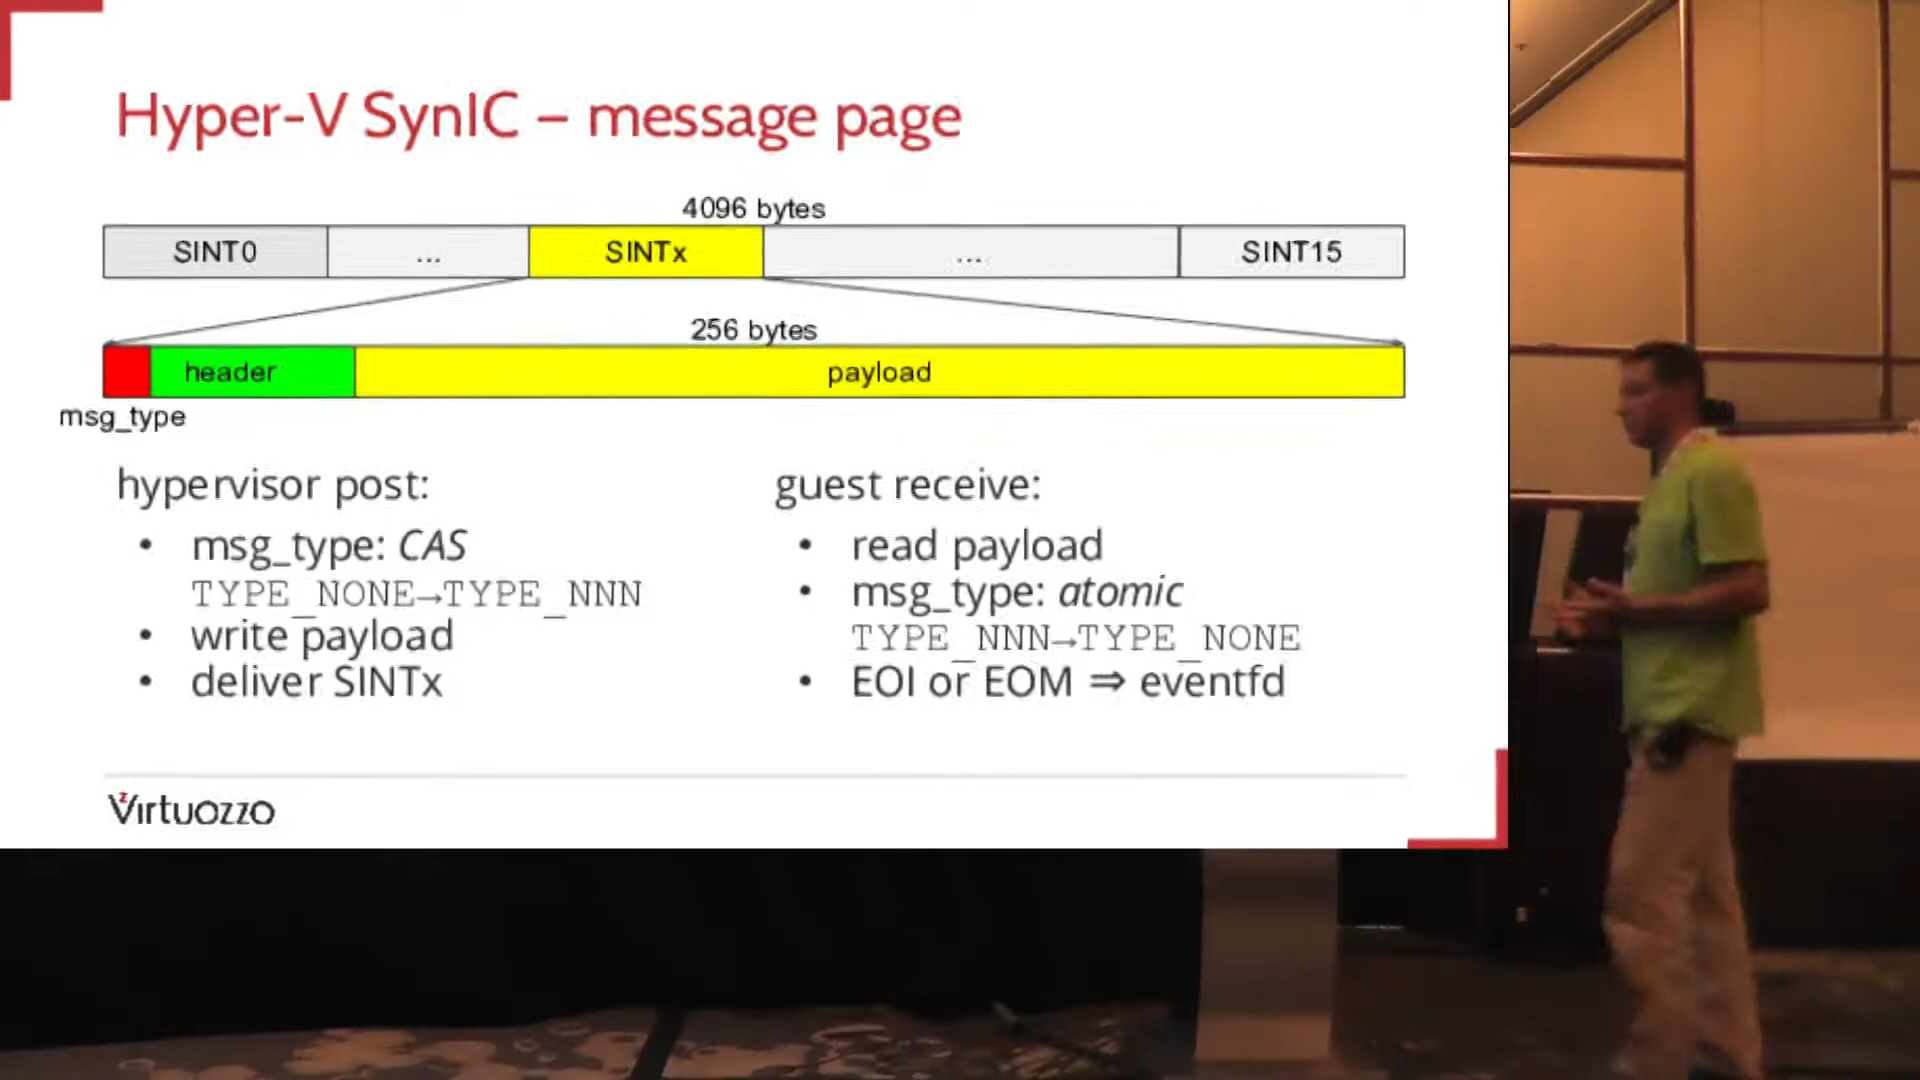 Hyper-V SynIC – message page
4096 bytes
SINT0 ... SINTx ... SINT15
256 bytes
header payload
msg_type
hypervisor post:
• msg_type: CAS
TYPE_NONE→TYPE_NNN
• write payload
• deliver SINTx
guest receive:
• read payload
• msg_type: atomic
TYPE_NNN→TYPE_NONE
• EOI or EOM ⇒ eventfd
Virtuozzo